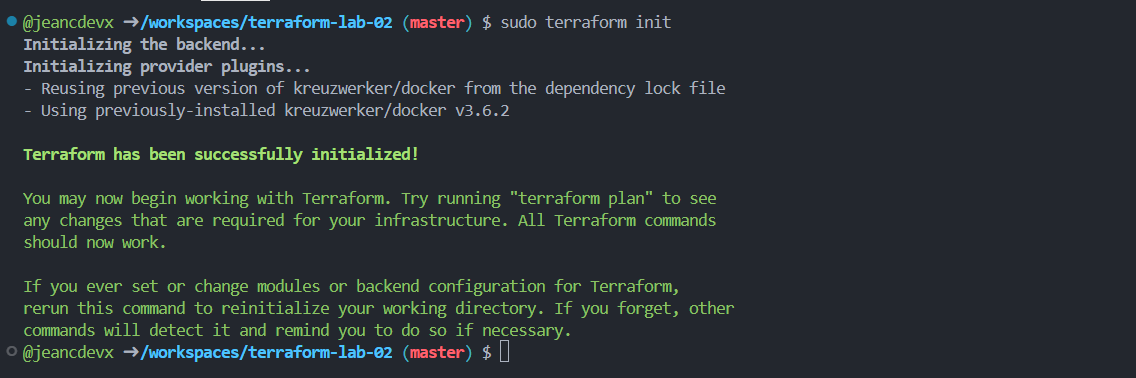 @jeancdevx ➜/workspaces/terraform-lab-02 (master) $ sudo terraform init
Initializing the backend...
Initializing provider plugins...
- Reusing previous version of kreuzwerker/docker from the dependency lock file
- Using previously-installed kreuzwerker/docker v3.6.2
Terraform has been successfully initialized!
You may now begin working with Terraform. Try running "terraform plan" to see
any changes that are required for your infrastructure. All Terraform commands
should now work.
If you ever set or change modules or backend configuration for Terraform,
rerun this command to reinitialize your working directory. If you forget, other
commands will detect it and remind you to do so if necessary.
@jeancdevx ➜/workspaces/terraform-lab-02 (master) $